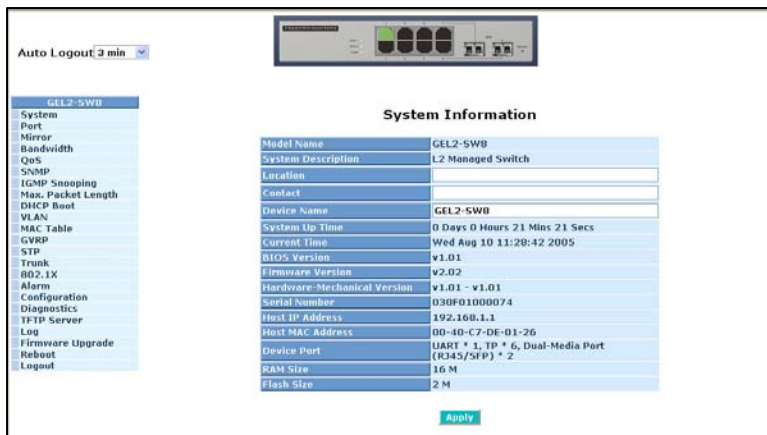 Auto Logout 3 min
GEL2-SW8
System
Port
Mirror
Bandwidth
QoS
SNMP
IGMP Snooping
Max. Packet Length
DHCP Boot
VLAN
MAC Table
GVRP
STP
Trunk
802.1X
Alarm
Configuration
Diagnostics
TFTP Server
Log
Firmware Upgrade
Reboot
Logout
System Information
Model Name GEL2-SW8
System Description L2 Managed Switch
Location
Contact
Device Name GEL2-SW8
System Up Time 0 Days 0 Hours 21 Mins 21 Secs
Current Time Wed Aug 10 11:28:42 2005
BIOS Version v1.01
Firmware Version v2.02
Hardware-Mechanical Version v1.01 - v1.01
Serial Number 030F01000074
Host IP Address 192.168.1.1
Host MAC Address 00-40-C7-DE-01-26
Device Port UART * 1, TP * 6, Dual-Media Port
(RJ45/SFP) * 2
RAM Size 16 M
Flash Size 2 M
Apply